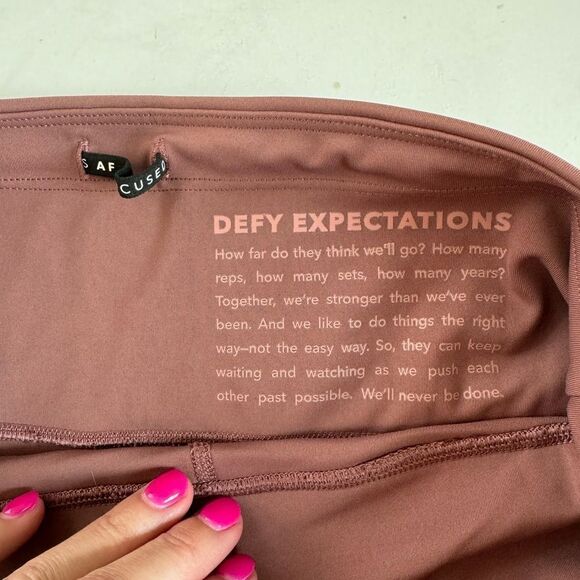 S AF
CUSED
DEFY EXPECTATIONS
How far do they think we'll go? How many
reps, how many sets, how many years?
Together, we're stronger than we've ever
been. And we like to do things the right
way—not the easy way. So, they can keep
waiting and watching as we push each
other past possible. We'll never be done.